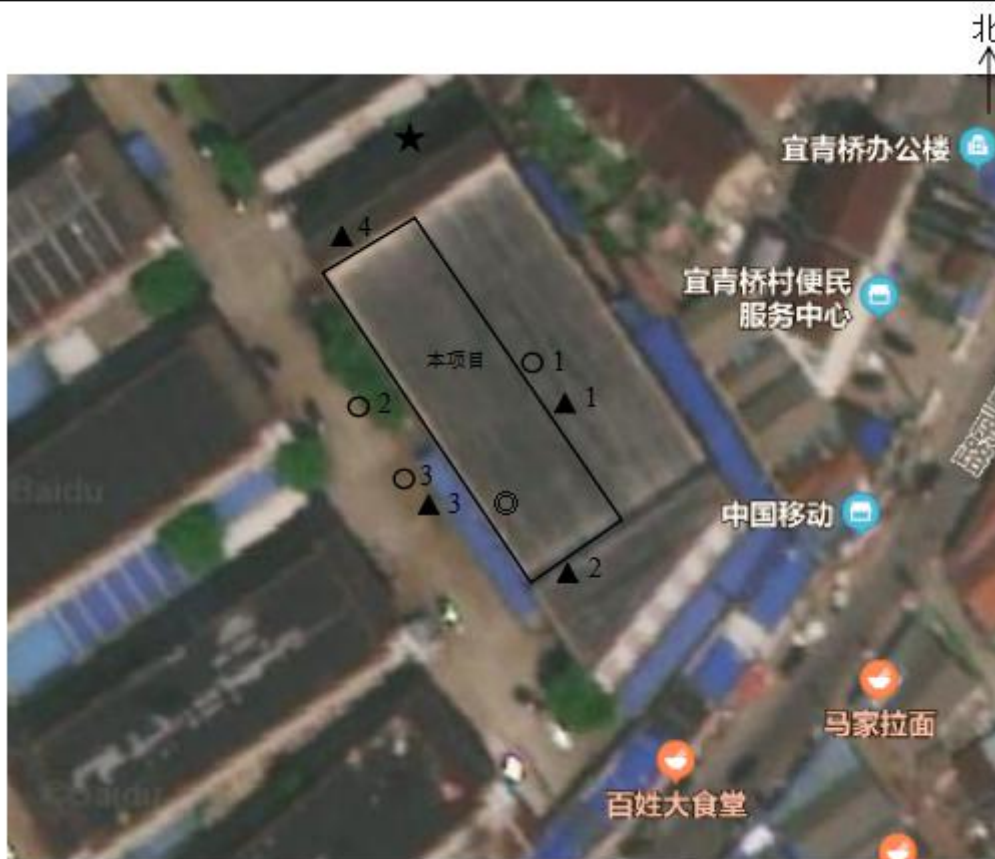 北
宜青桥办公楼
4
宜青桥村便民
服务中心
本项目
1
1
2
3
3
Baidu
中国移动
2
马家拉面
百姓大食堂
Baidu